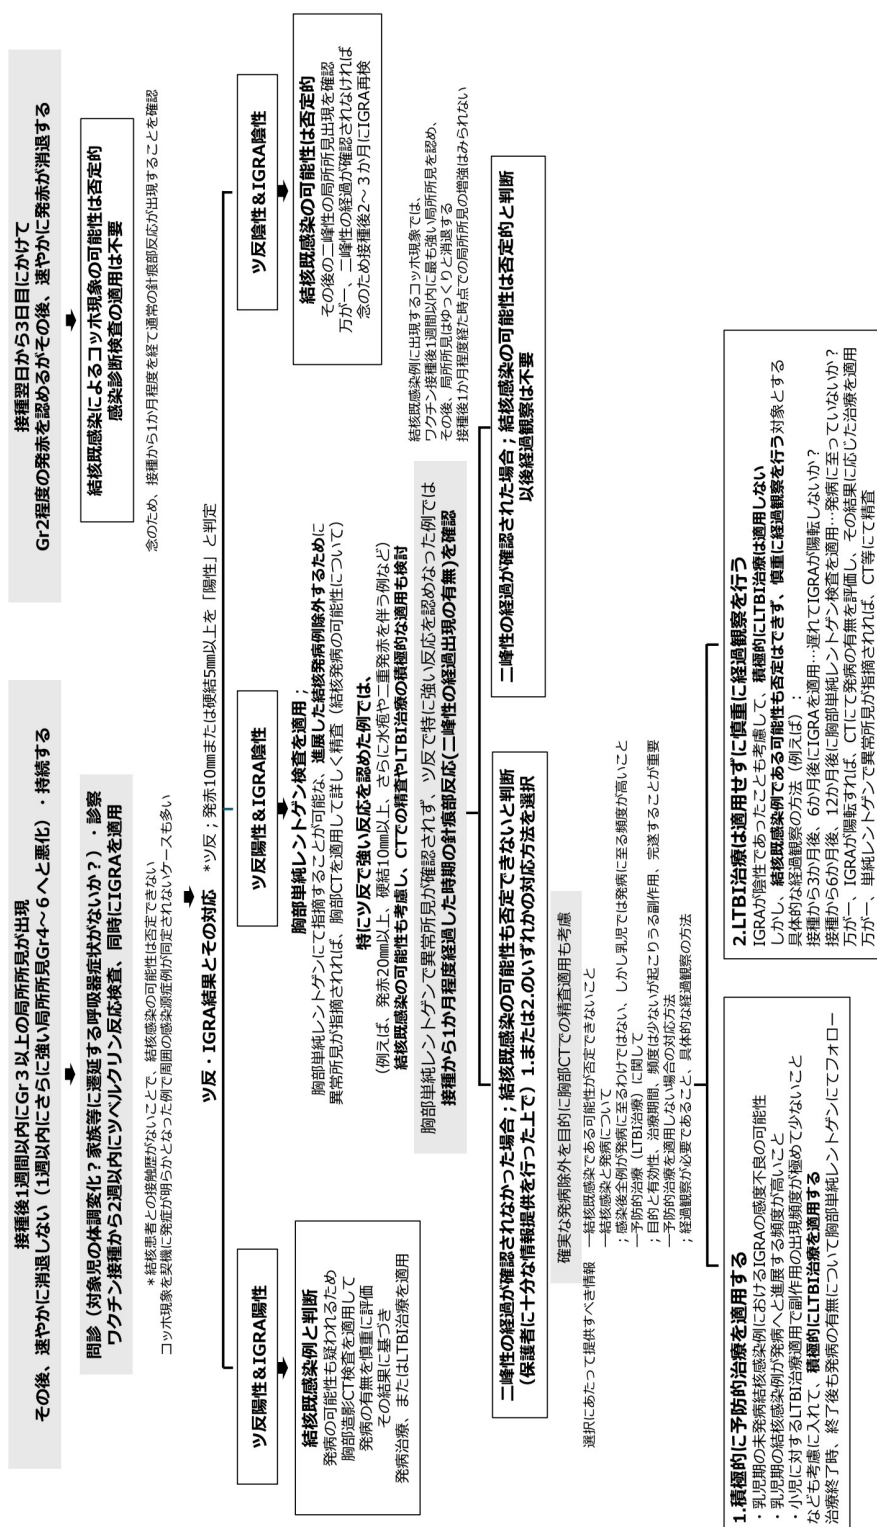 接種後1週間以内にGr 3 以上の局所所見が出現
その後、速やかに消退しない（1週以内にさらに強い局所所見Gr4～ 6 へと悪化）・持続する
問診（対象児の体調変化？家族等に遷延する呼吸器症状がないか？）・診察
ワクチン接種から2週以内にツベルクリン反応検査、同時にIGRAを適用
＊結核患者との接触歴がないことで、結核感染の可能性は否定できない
コッホ現象を契機に発症が明らかとなった例で周囲の感染源症例が同定されないケースも多い
接種翌日から3日目にかけて
Gr2程度の発赤を認めるがその後、速やかに発赤が消退する
結核既感染によるコッホ現象の可能性は否定的
感染診断検査の適用は不要
念のため、接種から1か月程度を経て通常の針痕部反応が出現することを確認
ツ反・IGRA結果とその対応 *ツ反；発赤10㎜または硬結5㎜以上を「陽性」と判定
ツ反陽性＆IGRA陽性
結核既感染例と判断
発病の可能性も疑われるため
胸部造影CT検査を適用して
発病の有無を慎重に評価
その結果に基づき
発病治療、またはLTBI治療を適用
ツ反陽性＆IGRA陰性
胸部単純レントゲン検査を適用；
胸部単純レントゲンにて指摘することが可能な、進展した結核発病例除外するために
異常所見が指摘されれば、胸部CTを適用して詳しく精査（結核発病の可能性について）
特にツ反で強い反応を認めた例では、
（例えば、発赤20㎜以上、硬結10㎜以上、さらに水疱や二重発赤を伴う例など）
結核既感染の可能性も考慮し、CTでの精査やLTBI治療の積極的な適用も検討
胸部単純レントゲンで異常所見が確認されず、ツ反で特に強い反応を認めなかった例では
接種から1か月程度経過した時期の針痕部反応(二峰性の経過出現の有無)を確認
ツ反陰性＆IGRA陰性
結核既感染の可能性は否定的
その後の二峰性の局所所見出現を確認
万が一、二峰性の経過が確認されなければ
念のため接種後2～３か月にIGRA再検
結核既感染例に出現するコッホ現象では、
ワクチン接種後1週間以内に最も強い局所所見を認め、
その後、局所所見はゆっくりと消退する
接種後1か月程度経た時点での局所所見の増強はみられない
二峰性の経過が確認されなかった場合；結核既感染の可能性も否定できないと判断
（保護者に十分な情報提供を行った上で）1.または2.のいずれかの対応方法を選択
確実な発病除外を目的に胸部CTでの精査適用も考慮
選択にあたって提供すべき情報 ―結核既感染である可能性が否定できないこと
―結核感染と発病について
；感染後全例が発病に至るわけではない、しかし乳児では発病に至る頻度が高いこと
―予防的治療（LTBI治療）に関して
；目的と有効性、治療期間、頻度は少ないが起こりうる副作用、完遂することが重要
―予防的治療を適用しない場合の対応方法
；経過観察が必要であること、具体的な経過観察の方法
二峰性の経過が確認された場合；結核感染の可能性は否定的と判断
以後経過観察は不要
1.積極的に予防的治療を適用する
・乳児期の未発病結核感染例におけるIGRAの感度不良の可能性
・乳児期の結核感染例が発病へと進展する頻度が高いこと
・小児に対するLTBI治療適用で副作用の出現頻度が極めて少ないこと
なども考慮に入れて、積極的にLTBI治療を適用する
治療終了時、終了後も発病の有無について胸部単純レントゲンにてフォロー
2.LTBI治療は適用せずに慎重に経過観察を行う
IGRAが陰性であったことも考慮して、積極的にLTBI治療は適用しない
しかし、結核既感染例である可能性も否定はできず、慎重に経過観察を行う対象とする
具体的な経過観察の方法（例えば）；
接種から3か月後、6か月後にIGRAを適用…遅れてIGRAが陽転しないか？
接種から6か月後、12か月後に胸部単純レントゲン検査を適用…発病に至っていないか？
万が一、IGRAが陽転すれば、CTにて発病の有無を評価し、その結果に応じた治療を適用
万が一、単純レントゲンで異常所見が指摘されれば、CT等にて精査